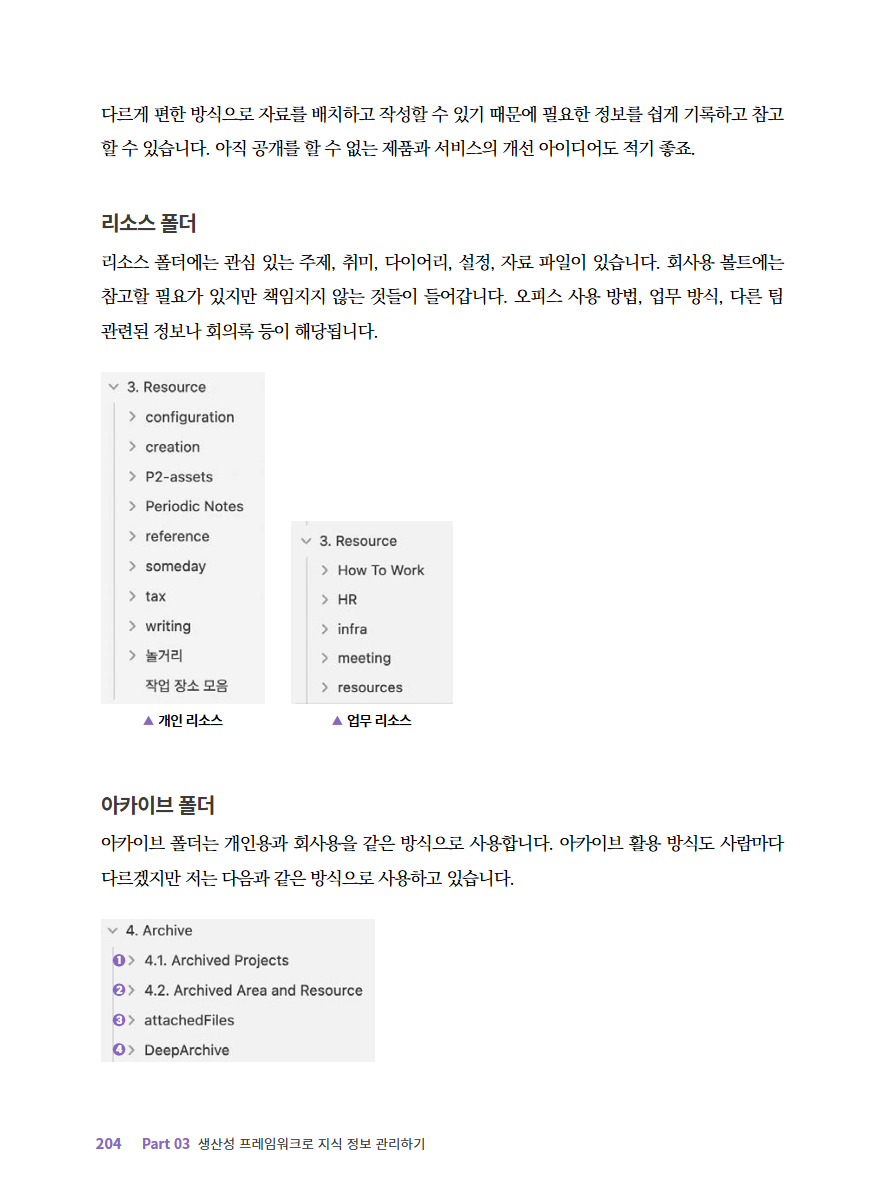 다르게 편한 방식으로 자료를 배치하고 작성할 수 있기 때문에 필요한 정보를 쉽게 기록하고 참고
할 수 있습니다. 아직 공개를 할 수 없는 제품과 서비스의 개선 아이디어도 적기 좋죠.
리소스 폴더
리소스 폴더에는 관심 있는 주제, 취미, 다이어리, 설정, 자료 파일이 있습니다. 회사용 볼트에는
참고할 필요가 있지만 책임지지 않는 것들이 들어갑니다. 오피스 사용 방법, 업무 방식, 다른 팀
관련된 정보나 회의록 등이 해당됩니다.
3. Resource
configuration
creation
P2-assets
Periodic Notes
reference
someday
tax
writing
놀거리
작업 장소 모음
▲ 개인 리소스
3. Resource
How To Work
HR
infra
meeting
resources
▲ 업무 리소스
아카이브 폴더
아카이브 폴더는 개인용과 회사용을 같은 방식으로 사용합니다. 아카이브 활용 방식도 사람마다
다르겠지만 저는 다음과 같은 방식으로 사용하고 있습니다.
4. Archive
❶ 4.1. Archived Projects
❷ 4.2. Archived Area and Resource
❸ attachedFiles
❹ DeepArchive
204 Part 03 생산성 프레임워크로 지식 정보 관리하기